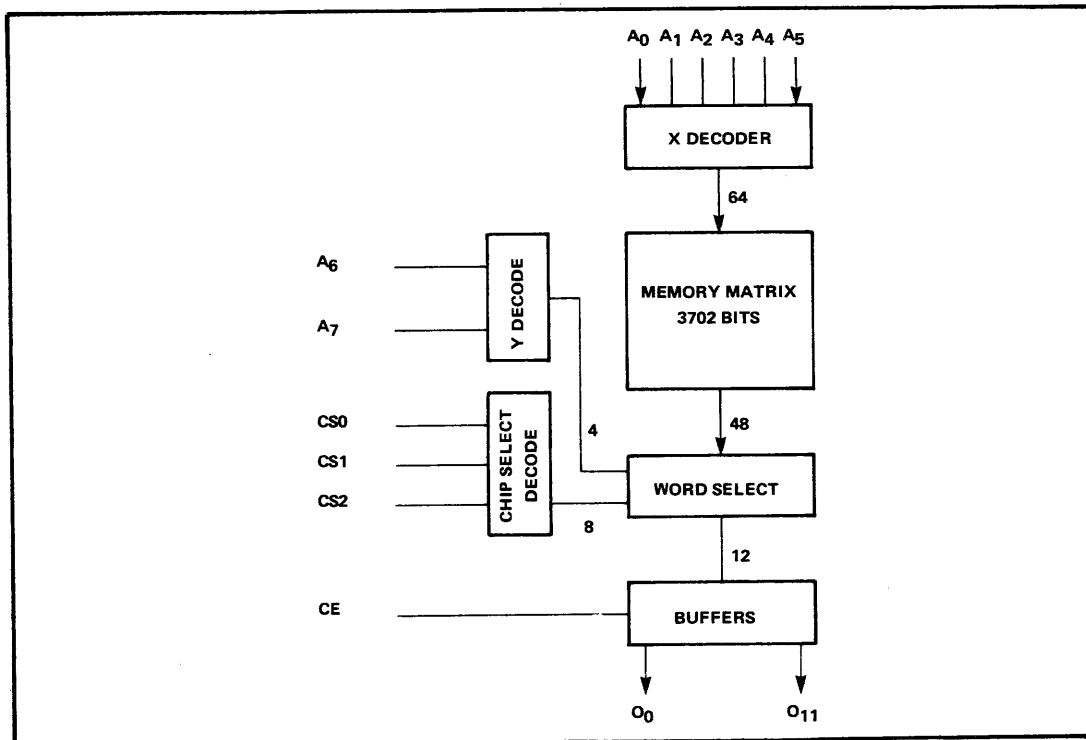 A0 A1 A2 A3 A4 A5
X DECODER
64
MEMORY MATRIX
3702 BITS
A6
A7
Y DECODE
CS0
CS1
CS2
CHIP SELECT
DECODE
4
8
48
WORD SELECT
12
CE
BUFFERS
O0 O11